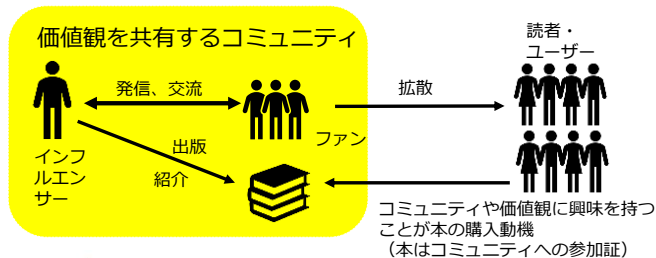 価値観を共有するコミュニティ
読者・
ユーザー
発信、交流
拡散
ファン
出版
インフ
ルエン
サー
紹介
コミュニティや価値観に興味を持つ
ことが本の購入動機
（本はコミュニティへの参加証）